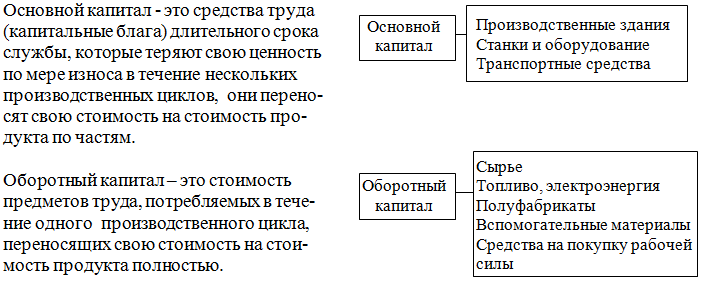 Основной капитал - это средства труда
(капитальные блага) длительного срока
службы, которые теряют свою ценность
по мере износа в течение нескольких
производственных циклов, они перено-
сят свою стоимость на стоимость про-
дукта по частям.
Основной
капитал
Производственные здания
Станки и оборудование
Транспортные средства
Оборотный капитал – это стоимость
предметов труда, потребляемых в тече-
ние одного производственного цикла,
переносящих свою стоимость на стои-
мость продукта полностью.
Оборотный
капитал
Сырье
Топливо, электроэнергия
Полуфабрикаты
Вспомогательные материалы
Средства на покупку рабочей
силы